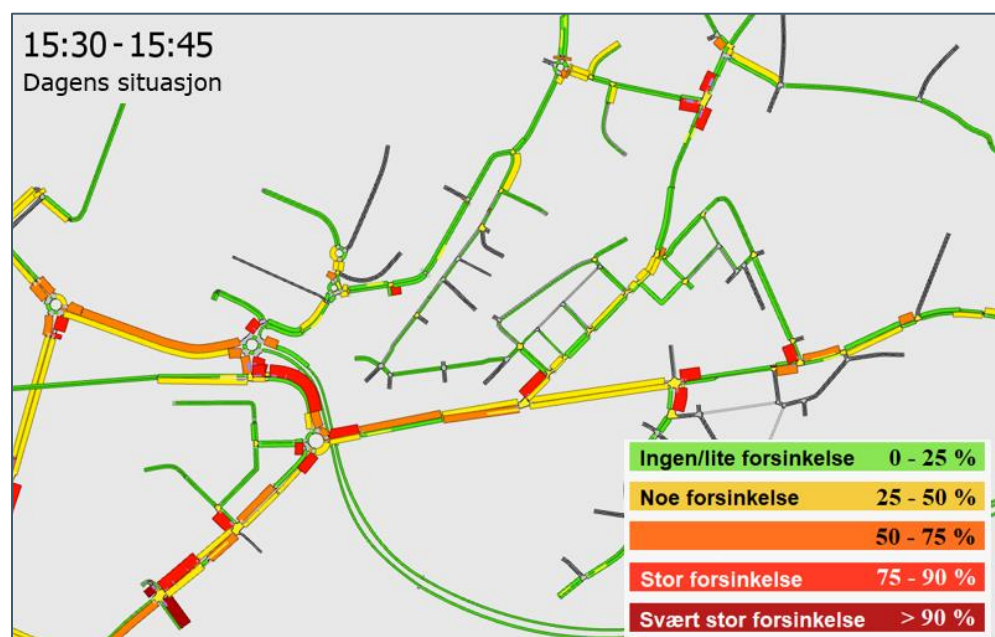 15:30 - 15:45
Dagens situasjon
Ingen/lite forsinkelse 0 - 25 %
Noe forsinkelse 25 - 50 %
50 - 75 %
Stor forsinkelse 75 - 90 %
Svært stor forsinkelse > 90 %